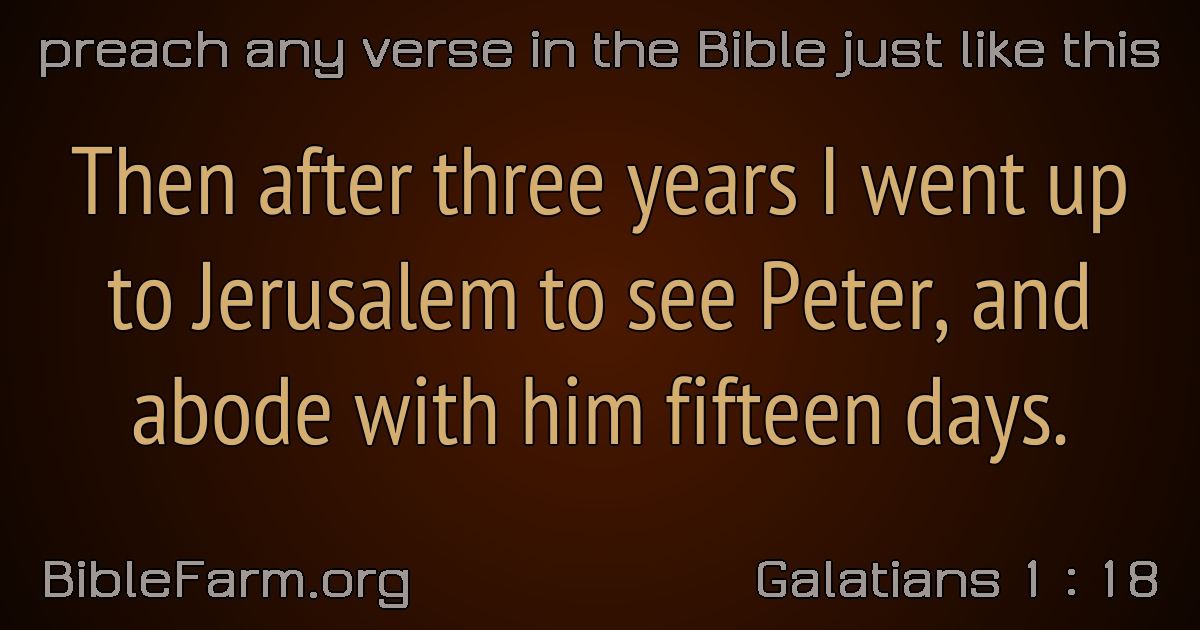 preach any verse in the Bible just like this
Then after three years I went up
to Jerusalem to see Peter, and
abode with him fifteen days.
BibleFarm.org
Galatians 1 : 18